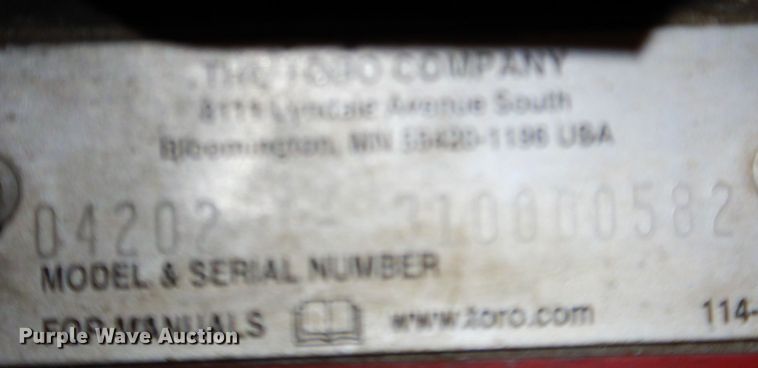 THE TORO COMPANY
8111 Lyndale Avenue South
Bloomington, MN 55420-1196 USA
04202 - 310000582
MODEL & SERIAL NUMBER
FOR MANUALS www.toro.com 114-
Purple Wave Auction